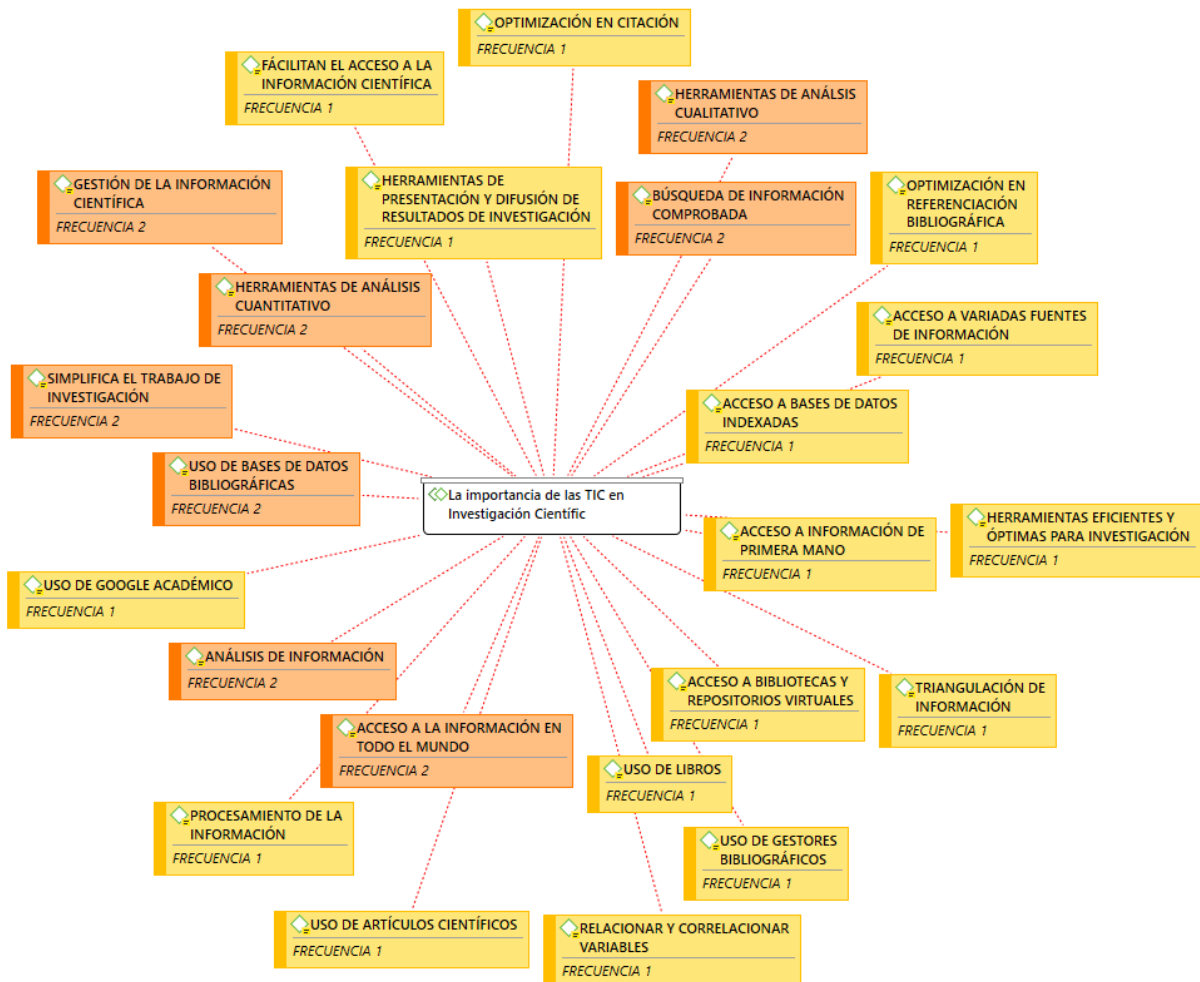 OPTIMIZACIÓN EN CITACIÓN
FRECUENCIA 1
FÁCILITAN EL ACCESO A LA
INFORMACIÓN CIENTÍFICA
FRECUENCIA 1
HERRAMIENTAS DE ANÁLSIS
CUALITATIVO
FRECUENCIA 2
GESTIÓN DE LA INFORMACIÓN
CIENTÍFICA
FRECUENCIA 2
HERRAMIENTAS DE
PRESENTACIÓN Y DIFUSIÓN DE
RESULTADOS DE INVESTIGACIÓN
FRECUENCIA 1
BÚSQUEDA DE INFORMACIÓN
COMPROBADA
FRECUENCIA 2
OPTIMIZACIÓN EN
REFERENCIACIÓN
BIBLIOGRÁFICA
FRECUENCIA 1
HERRAMIENTAS DE ANÁLISIS
CUANTITATIVO
FRECUENCIA 2
ACCESO A VARIADAS FUENTES
DE INFORMACIÓN
FRECUENCIA 1
SIMPLIFICA EL TRABAJO DE
INVESTIGACIÓN
FRECUENCIA 2
ACCESO A BASES DE DATOS
INDEXADAS
FRECUENCIA 1
USO DE BASES DE DATOS
BIBLIOGRÁFICAS
FRECUENCIA 2
La importancia de las TIC en
Investigación Científic
ACCESO A INFORMACIÓN DE
PRIMERA MANO
FRECUENCIA 1
HERRAMIENTAS EFICIENTES Y
ÓPTIMAS PARA INVESTIGACIÓN
FRECUENCIA 1
USO DE GOOGLE ACADÉMICO
FRECUENCIA 1
ANÁLISIS DE INFORMACIÓN
FRECUENCIA 2
ACCESO A BIBLIOTECAS Y
REPOSITORIOS VIRTUALES
FRECUENCIA 1
TRIANGULACIÓN DE
INFORMACIÓN
FRECUENCIA 1
ACCESO A LA INFORMACIÓN EN
TODO EL MUNDO
FRECUENCIA 2
USO DE LIBROS
FRECUENCIA 1
PROCESAMIENTO DE LA
INFORMACIÓN
FRECUENCIA 1
USO DE GESTORES
BIBLIOGRÁFICOS
FRECUENCIA 1
USO DE ARTÍCULOS CIENTÍFICOS
FRECUENCIA 1
RELACIONAR Y CORRELACIONAR
VARIABLES
FRECUENCIA 1